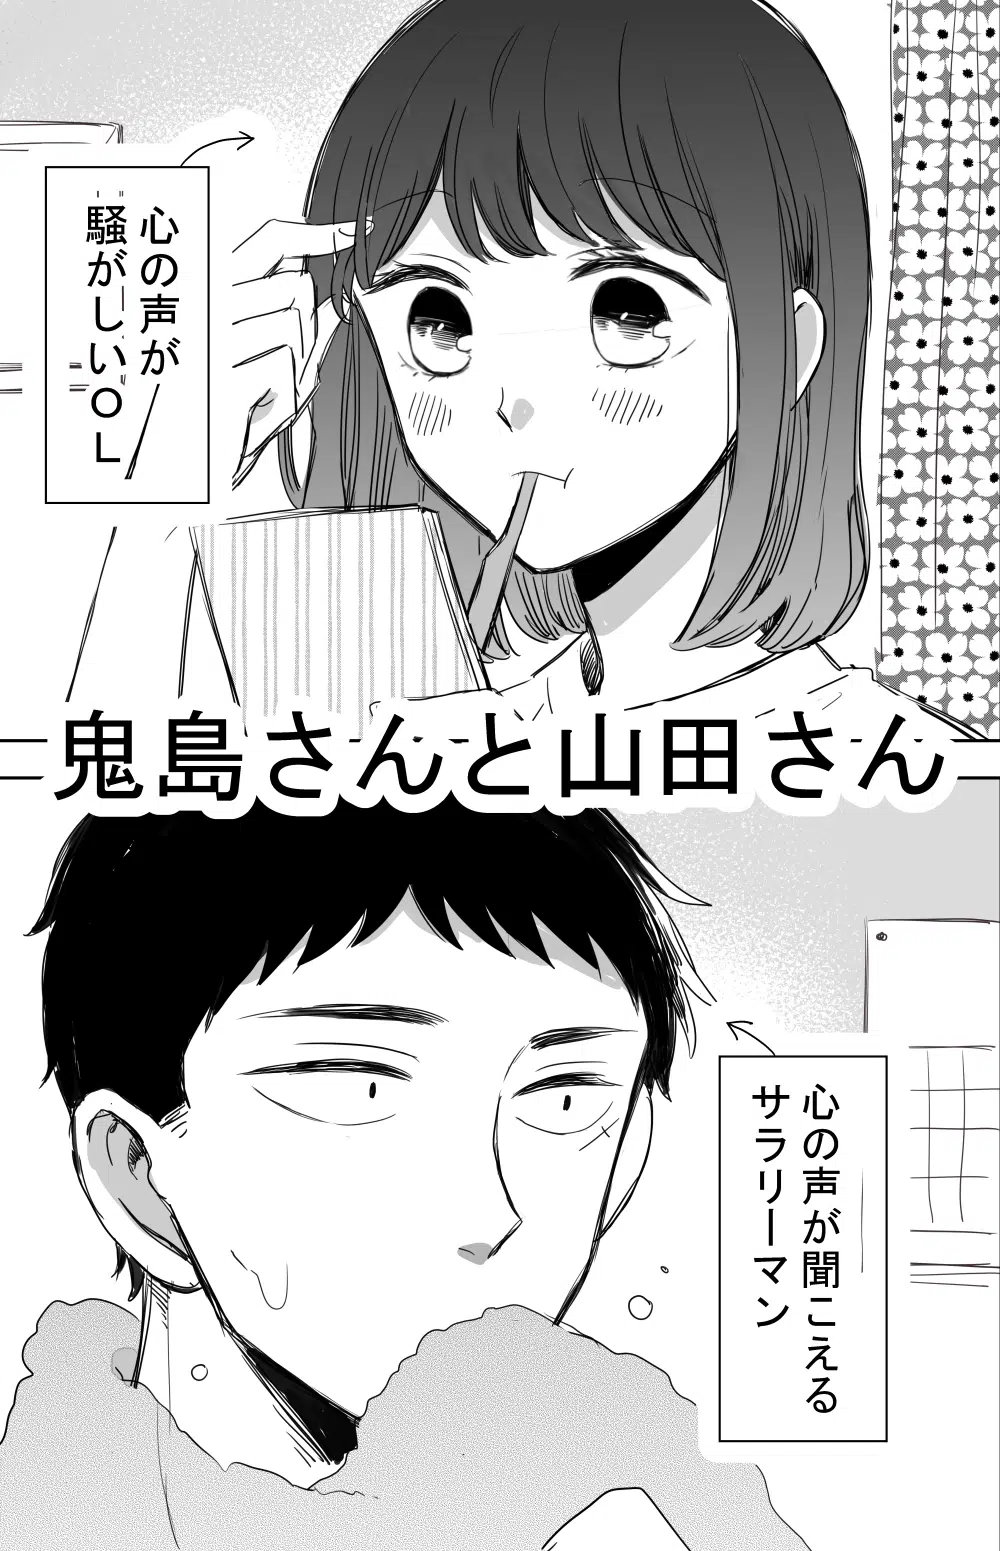 心の声が
騒がしいOL
鬼島さんと山田さん
心の声が聞こえる
サラリーマン